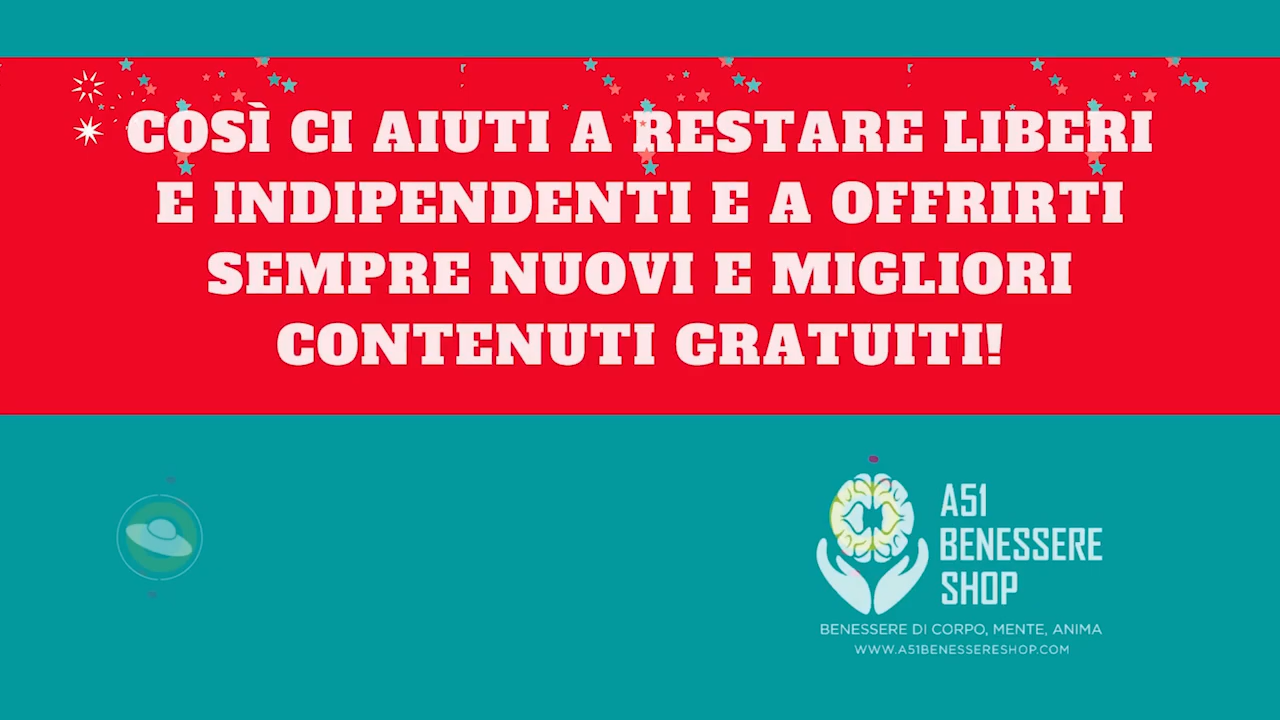 COSÌ CI AIUTI A RESTARE LIBERI
E INDIPENDENTI E A OFFRIRTI
SEMPRE NUOVI E MIGLIORI
CONTENUTI GRATUITI!
A51
BENESSERE
SHOP
BENESSERE DI CORPO, MENTE, ANIMA
WWW.A51BENESSERESHOP.COM